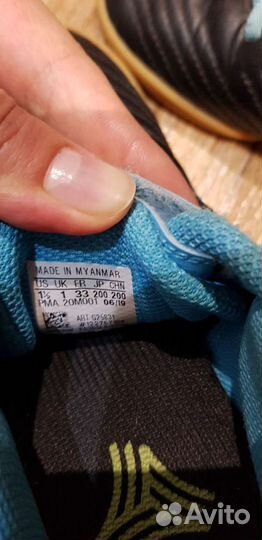 MADE IN MYANMAR
US UK FR JP CHN
1½ 1 33 200 200
PMA 20M001 06/19
ART G25831
Avito